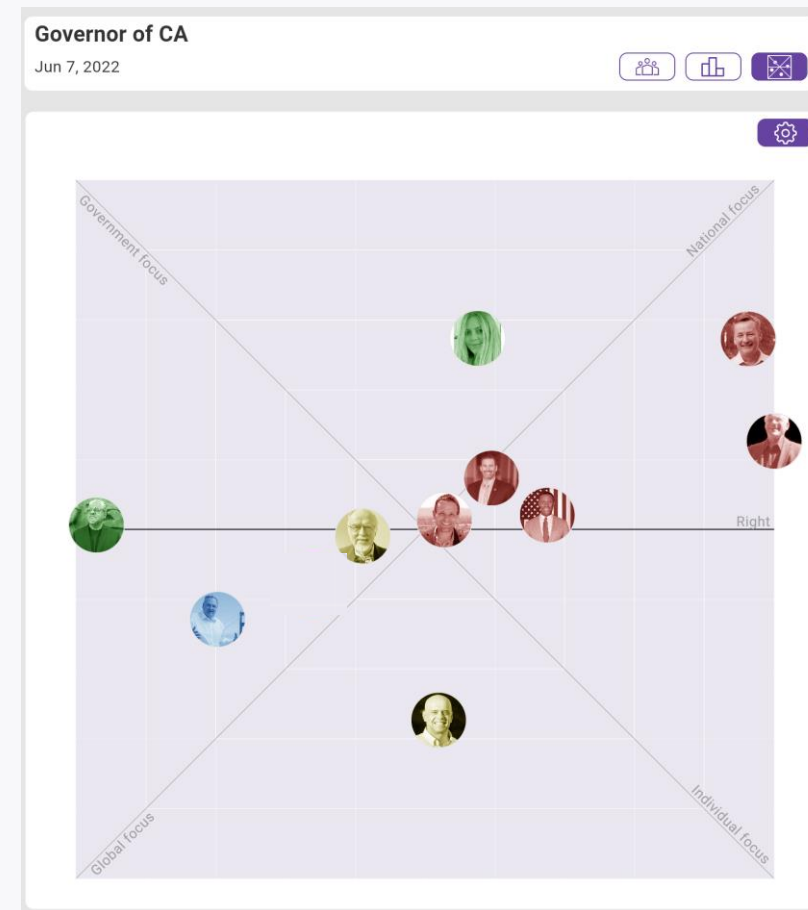 Governor of CA
Jun 7, 2022
Government focus
National focus
Right
Global focus
Individual focus